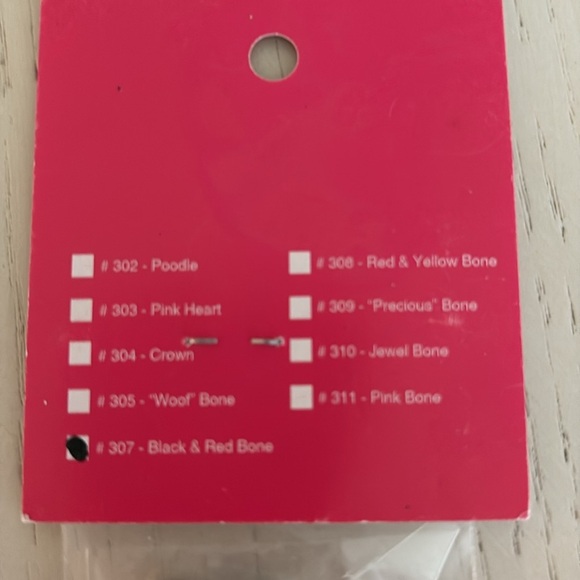 # 302 - Poodle
# 303 - Pink Heart
# 304 - Crown
# 305 - "Woof" Bone
# 307 - Black & Red Bone
# 308 - Red & Yellow Bone
# 309 - "Precious" Bone
# 310 - Jewel Bone
# 311 - Pink Bone